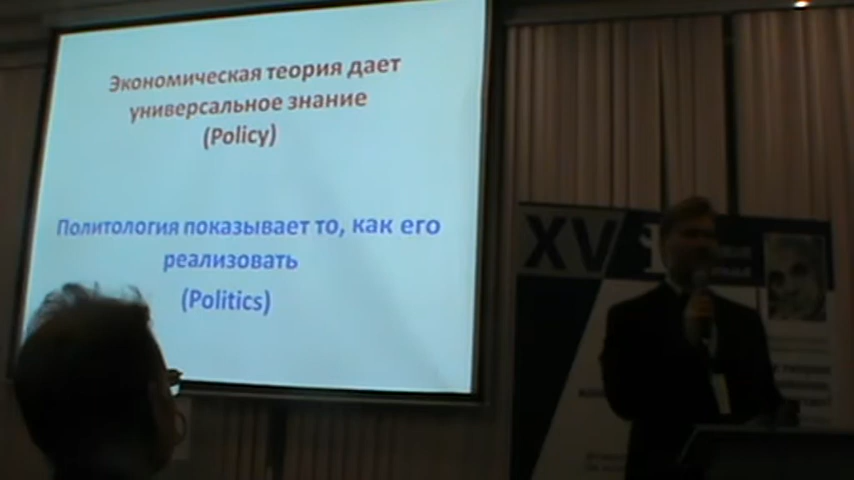 Экономическая теория дает
универсальное знание
(Policy)
Политология показывает то, как его
реализовать
(Politics)
XV